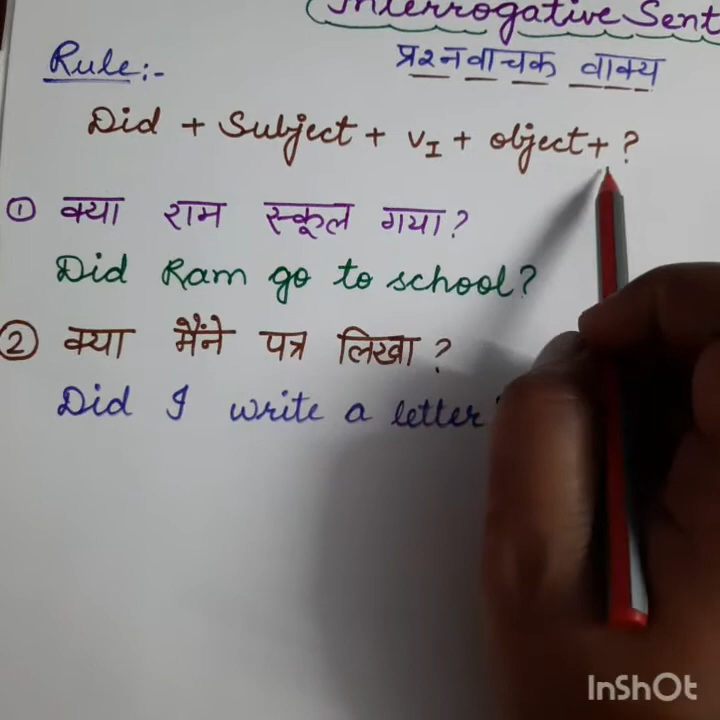 Interrogative Sent
प्रश्नवाचक वाक्य
Rule:-
Did + Subject + V I + object + ?
① क्या राम स्कूल गया?
Did Ram go to school?
② क्या मैंने पत्र लिखा?
Did I write a letter
InShOt